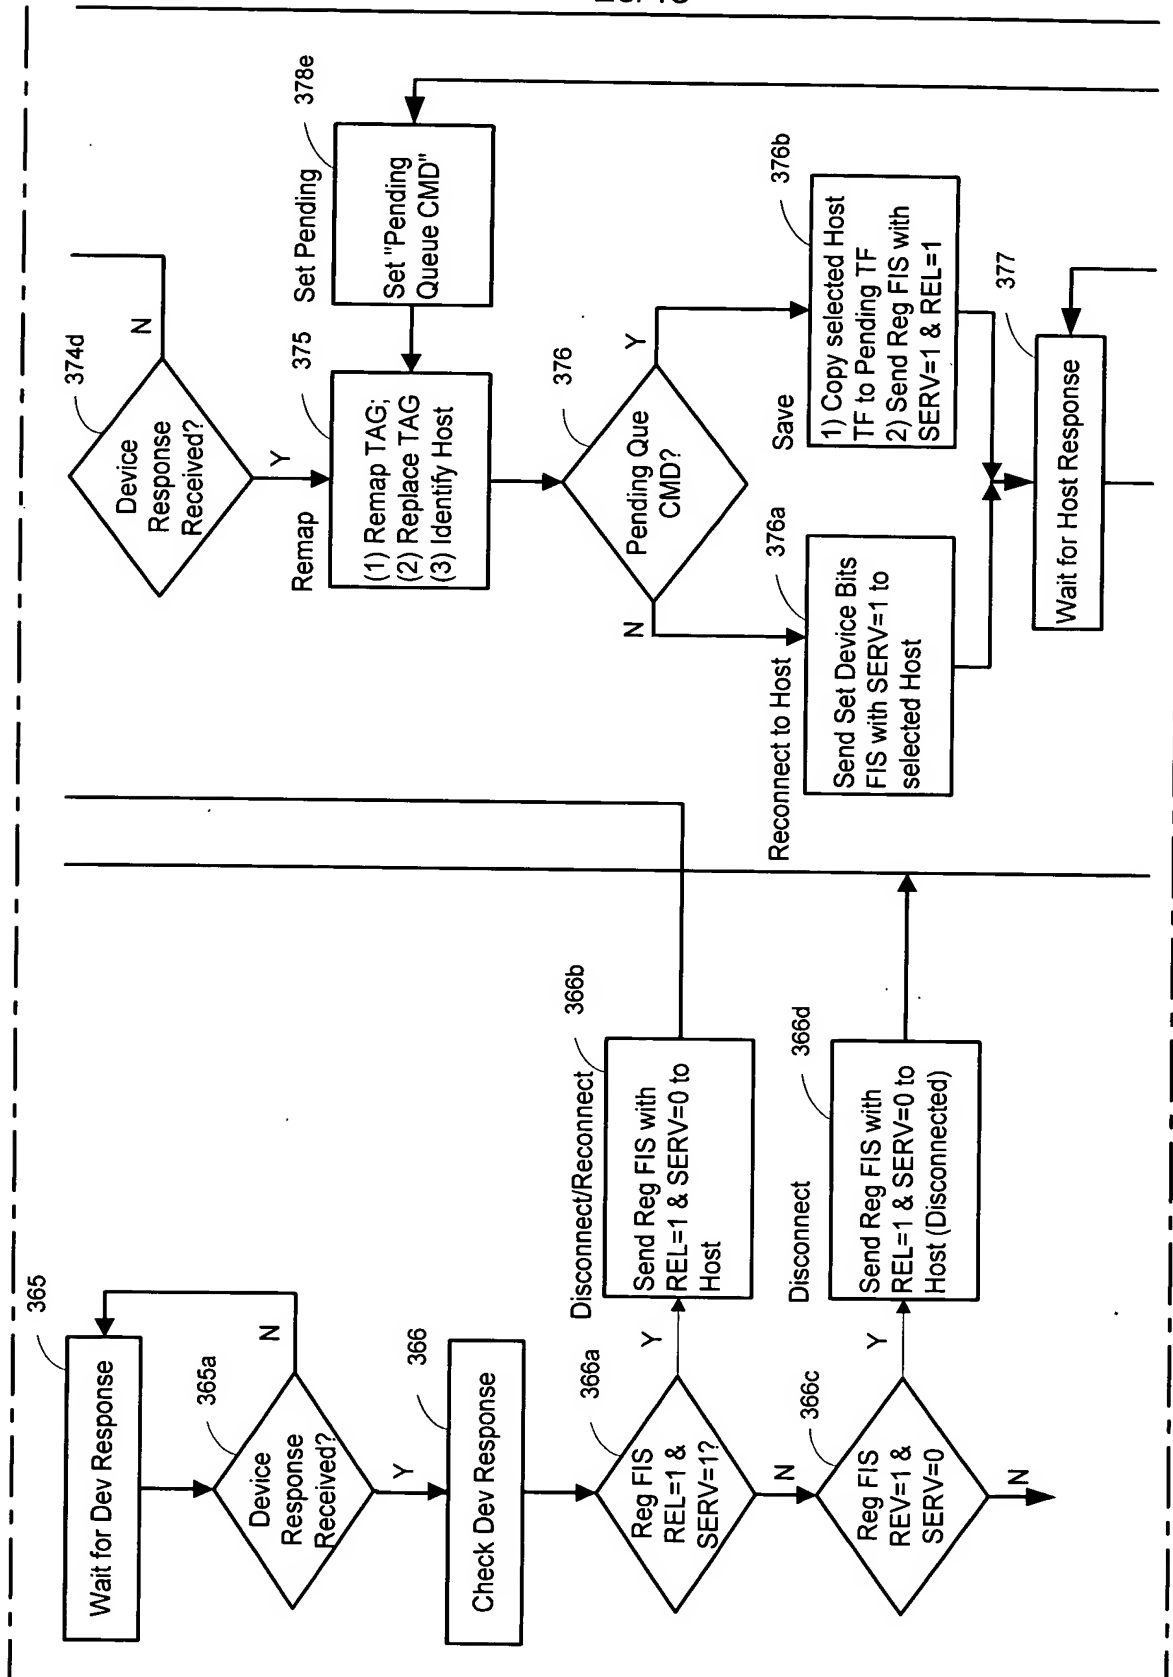 365
Wait for Dev Response
365a
Device
Response
Received?
N
Y
366
Check Dev Response
366a
Reg FIS
REL=1 &
SERV=1?
Y
N
Disconnect/Reconnect
366b
Send Reg FIS with
REL=1 & SERV=0 to
Host
366c
Reg FIS
REV=1 &
SERV=0
Y
N
Disconnect
366d
Send Reg FIS with
REL=1 & SERV=0 to
Host (Disconnected)
374d
Device
Response
Received?
N
Y
Set Pending
378e
Set "Pending
Queue CMD"
Remap
375
(1) Remap TAG;
(2) Replace TAG
(3) Identify Host
376
Pending Que
CMD?
N
Y
Reconnect to Host
376a
Send Set Device Bits
FIS with SERV=1 to
selected Host
Save
376b
1) Copy selected Host
TF to Pending TF
2) Send Reg FIS with
SERV=1 & REL=1
377
Wait for Host Response